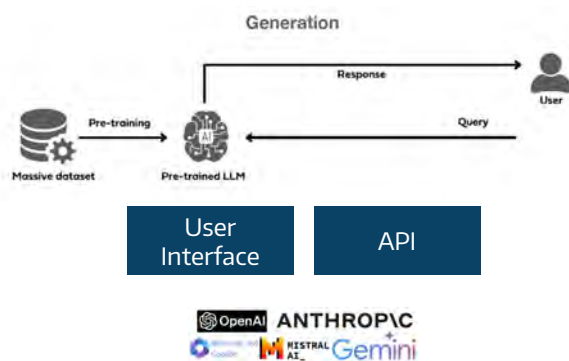 Generation
Response
User
Pre-training
AI
Query
Massive dataset
Pre-trained LLM
User
Interface
API
OpenAI
ANTHROP\C
MISTRAL
AI_
Gemini